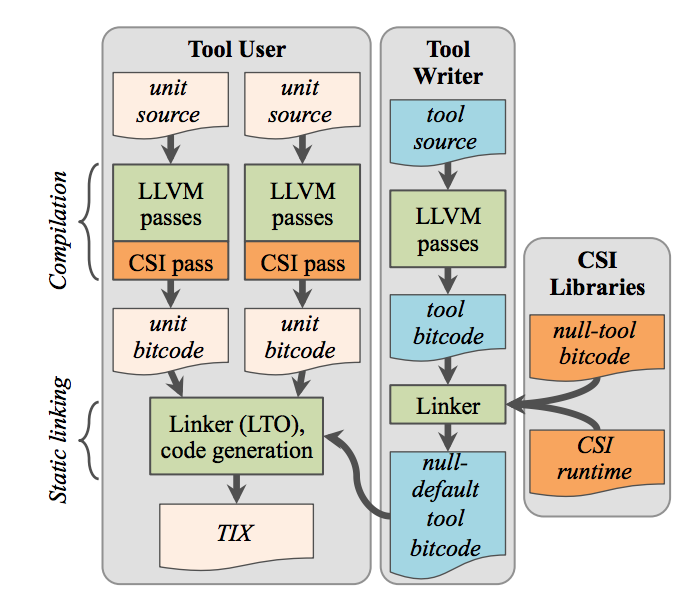 Tool User
unit
source
unit
source
Compilation
LLVM
passes
LLVM
passes
CSI pass
CSI pass
unit
bitcode
unit
bitcode
Static linking
Linker (LTO),
code generation
TIX
Tool
Writer
tool
source
LLVM
passes
tool
bitcode
Linker
null-
default
tool
bitcode
CSI
Libraries
null-tool
bitcode
CSI
runtime